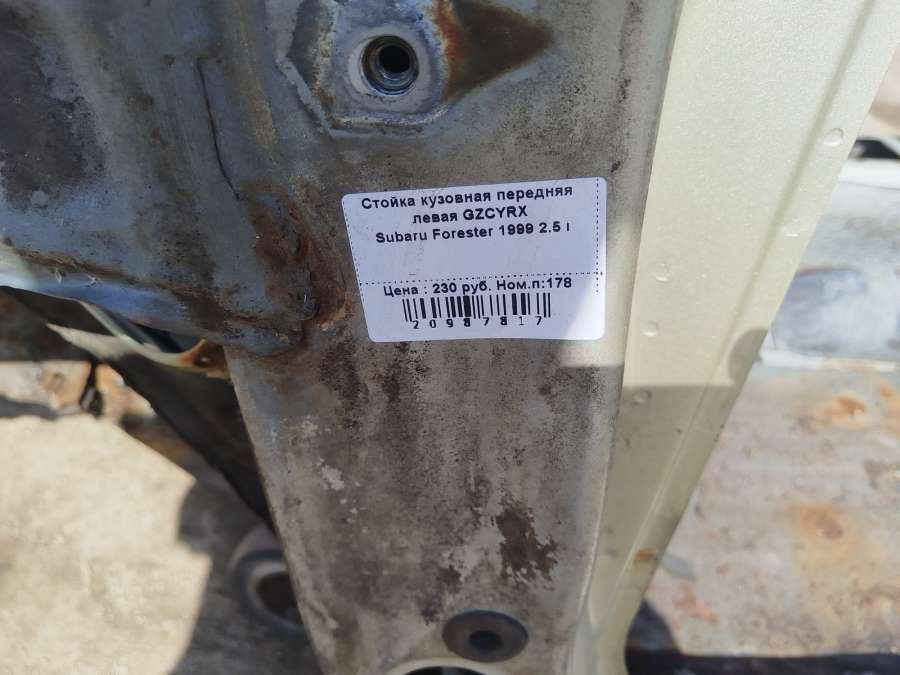 Стойка кузовная передняя
левая GZCYRX
Subaru Forester 1999 2.5 i
Цена : 230 руб. Ном.п:178
20987817